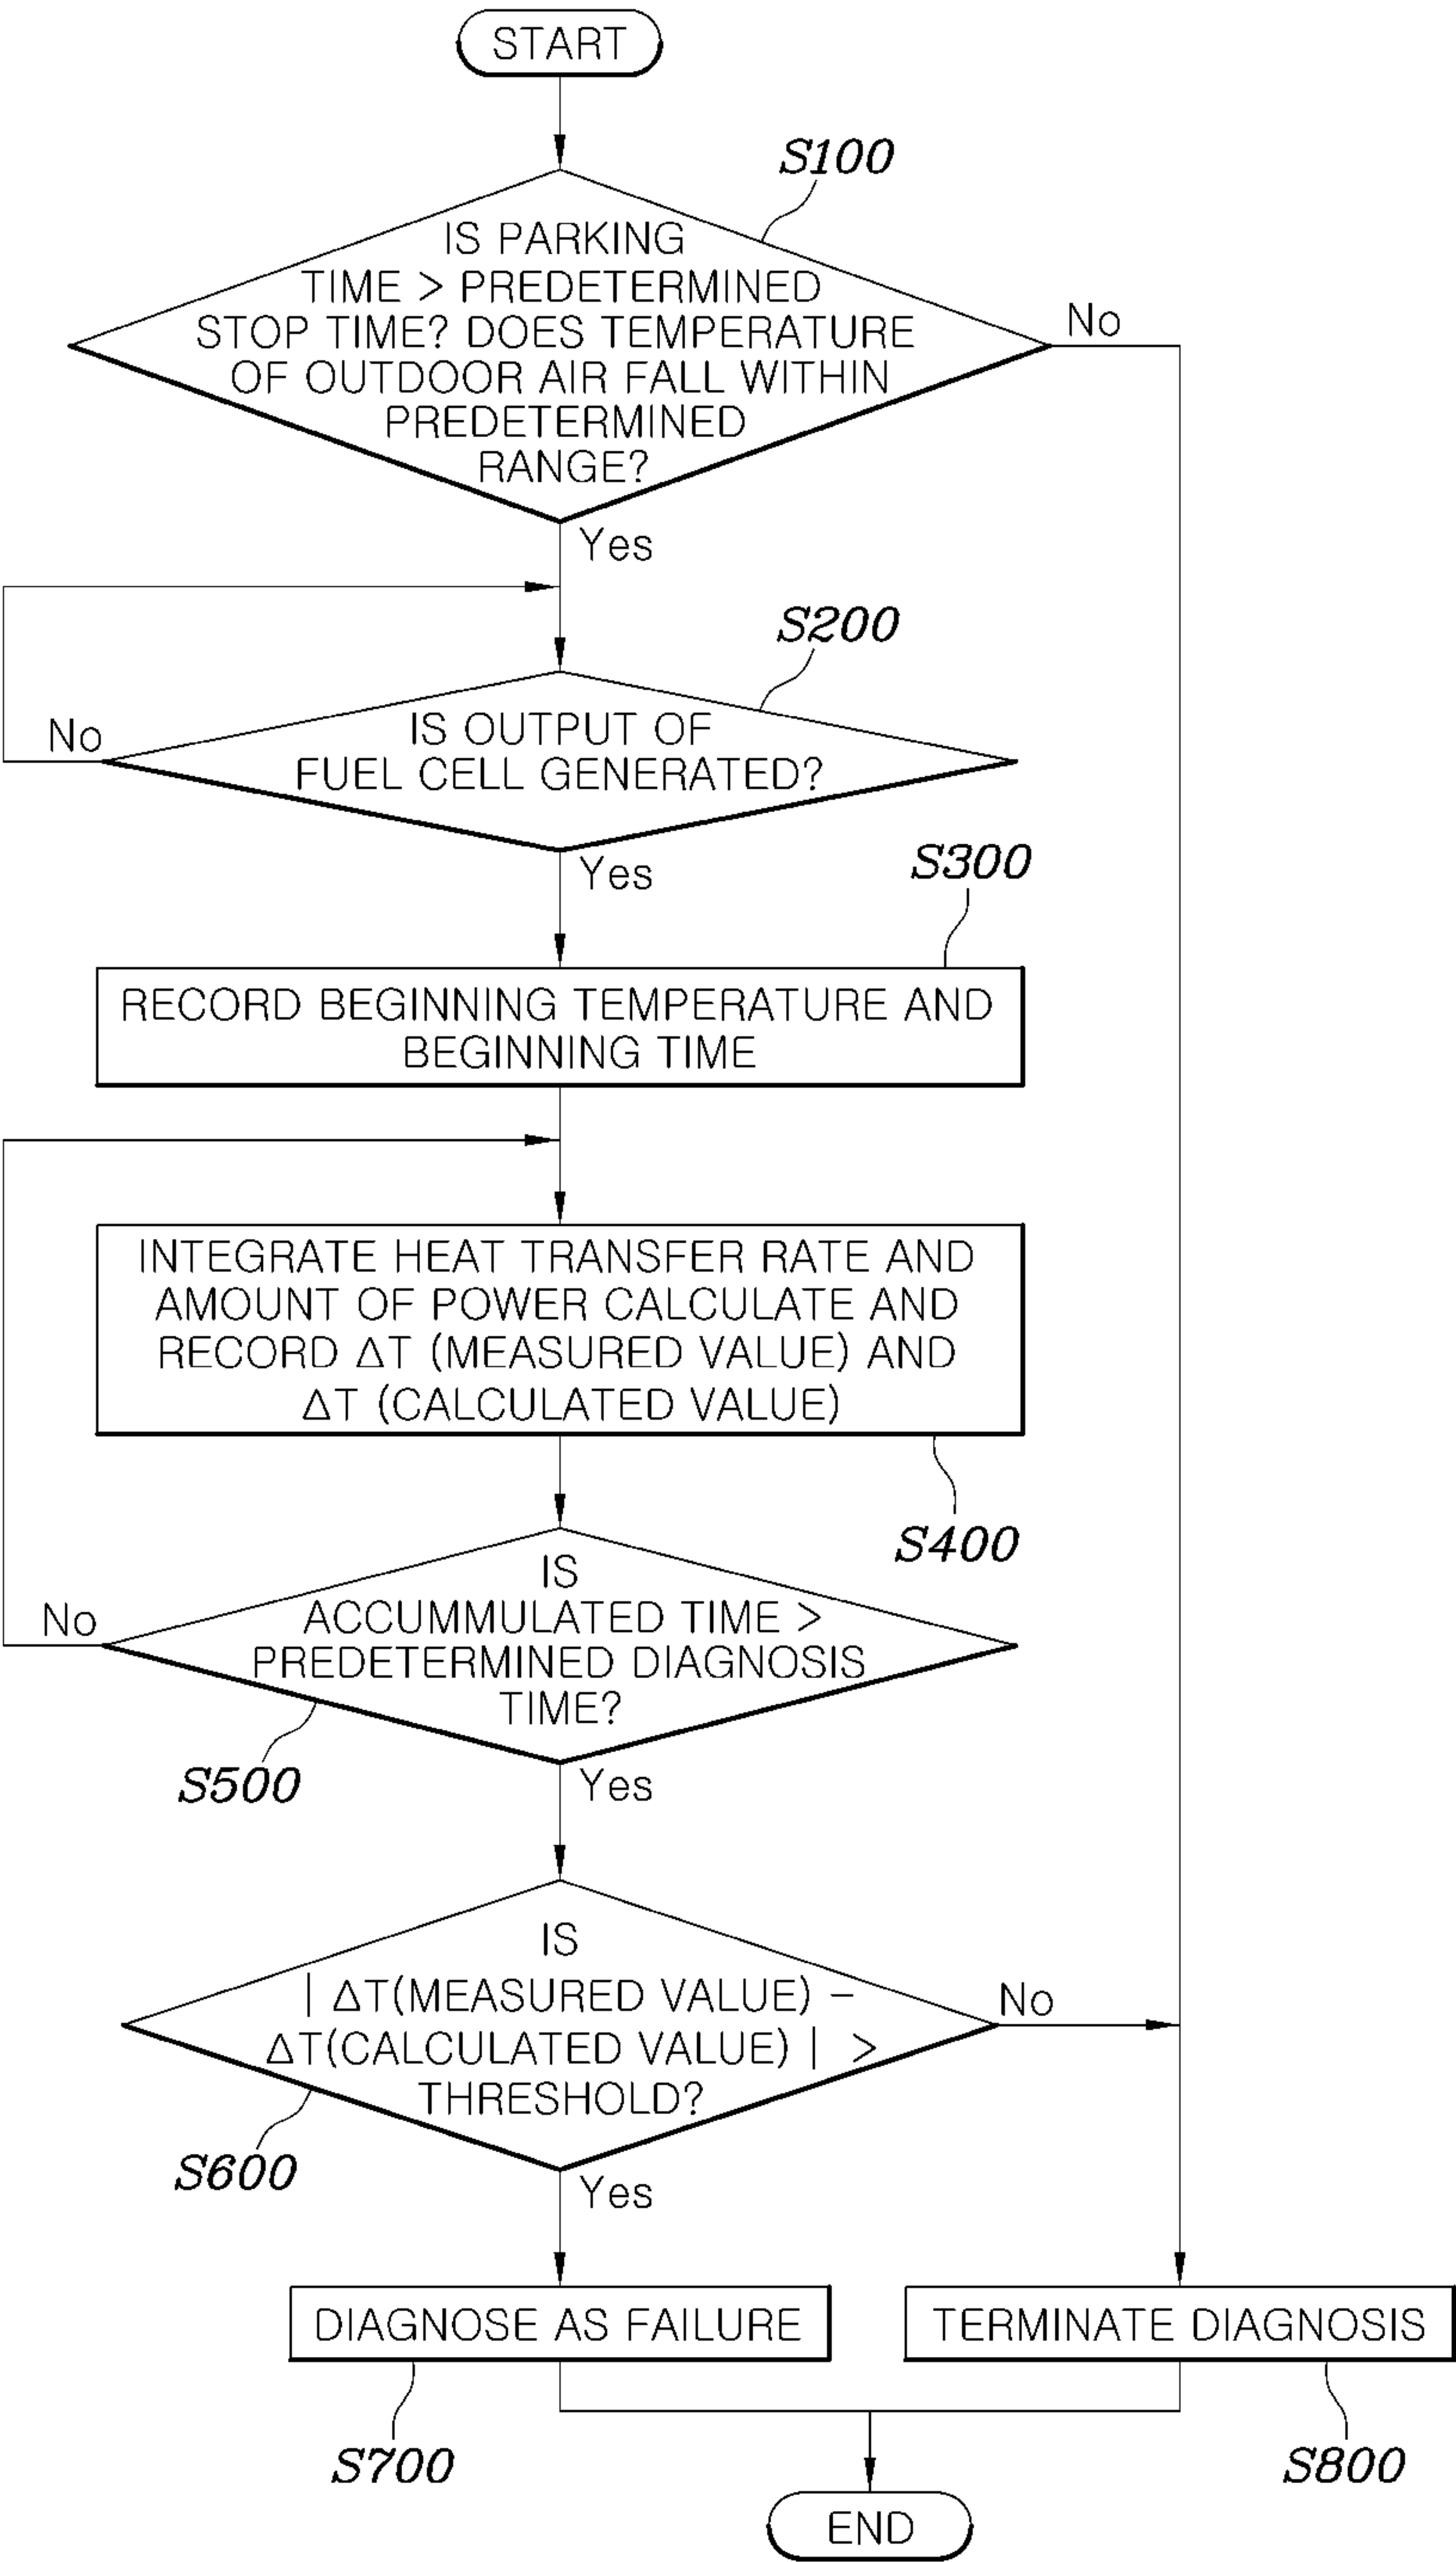 START
S100
IS PARKING
TIME > PREDETERMINED
STOP TIME? DOES TEMPERATURE
OF OUTDOOR AIR FALL WITHIN
PREDETERMINED
RANGE?
No
Yes
S200
IS OUTPUT OF
FUEL CELL GENERATED?
No
Yes
S300
RECORD BEGINNING TEMPERATURE AND
BEGINNING TIME
INTEGRATE HEAT TRANSFER RATE AND
AMOUNT OF POWER CALCULATE AND
RECORD ΔT (MEASURED VALUE) AND
ΔT (CALCULATED VALUE)
S400
IS
ACCUMMULATED TIME >
PREDETERMINED DIAGNOSIS
TIME?
No
S500
Yes
IS
| ΔT(MEASURED VALUE) −
ΔT(CALCULATED VALUE) | >
THRESHOLD?
No
S600
Yes
DIAGNOSE AS FAILURE
TERMINATE DIAGNOSIS
S700
S800
END